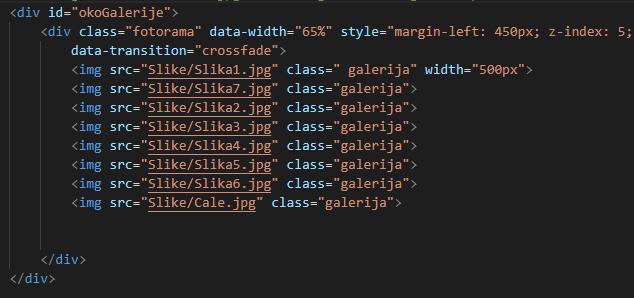 <div id="okoGalerije">
<div class="fotorama" data-width="65%" style="margin-left: 450px; z-index: 5;
data-transition="crossfade">
<img src="Slike/Slika1.jpg" class=" galerija" width="500px">
<img src="Slike/Slika7.jpg" class="galerija">
<img src="Slike/Slika2.jpg" class="galerija">
<img src="Slike/Slika3.jpg" class="galerija">
<img src="Slike/Slika4.jpg" class="galerija">
<img src="Slike/Slika5.jpg" class="galerija">
<img src="Slike/Slika6.jpg" class="galerija">
<img src="Slike/Cale.jpg" class="galerija">
</div>
</div>